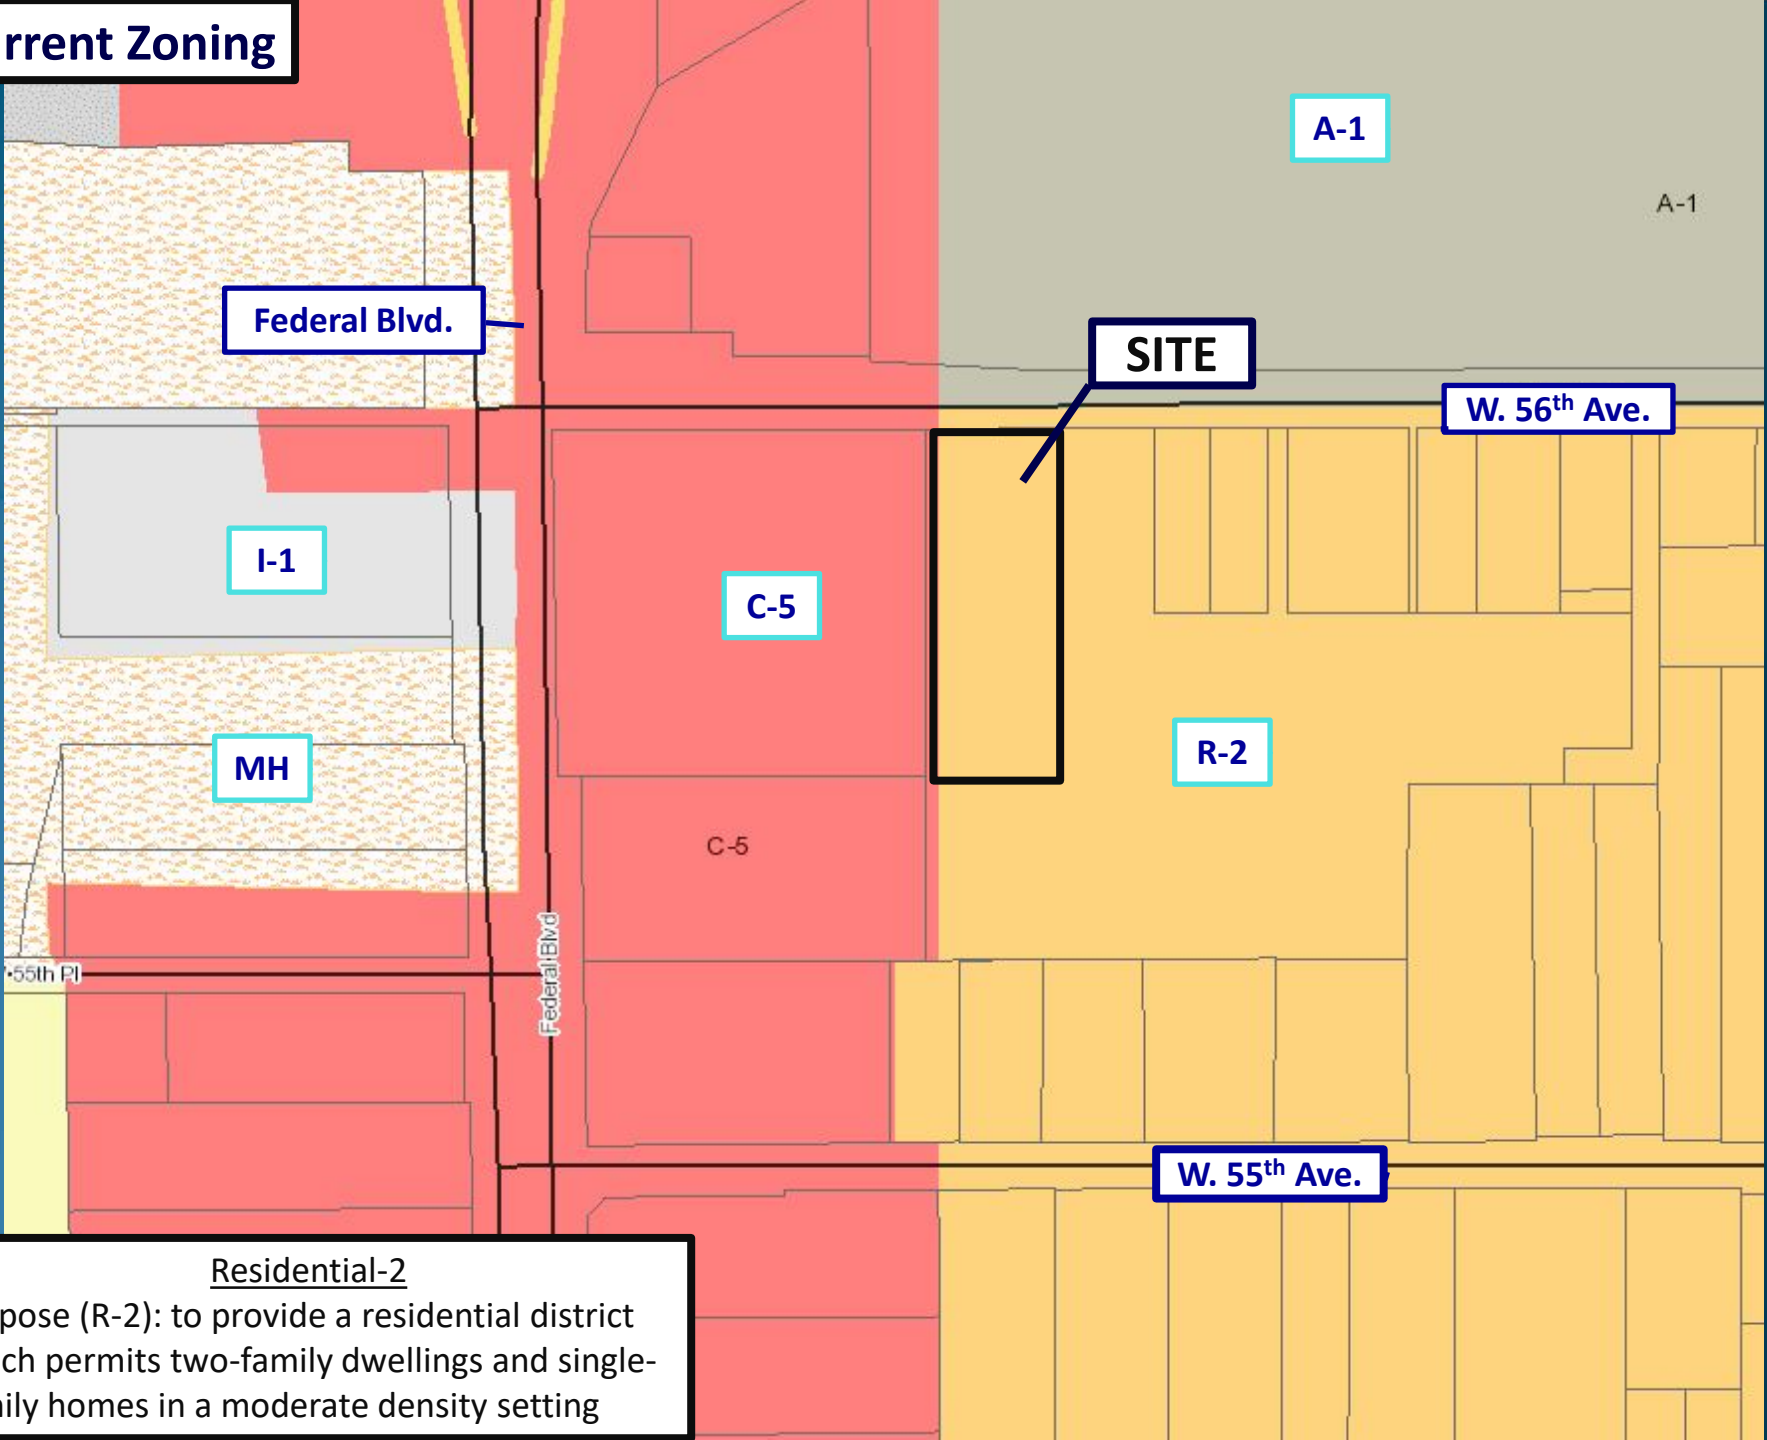 rrent Zoning
A-1
A-1
Federal Blvd.
SITE
W. 56th Ave.
I-1
C-5
R-2
MH
C-5
Federal Blvd
55th Pl
W. 55th Ave.
Residential-2
pose (R-2): to provide a residential district
ch permits two-family dwellings and single-
ily homes in a moderate density setting